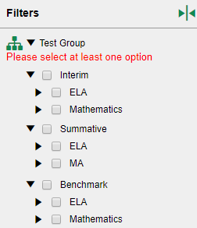 Filters
Test Group
Please select at least one option
Interim
ELA
Mathematics
Summative
ELA
MA
Benchmark
ELA
Mathematics